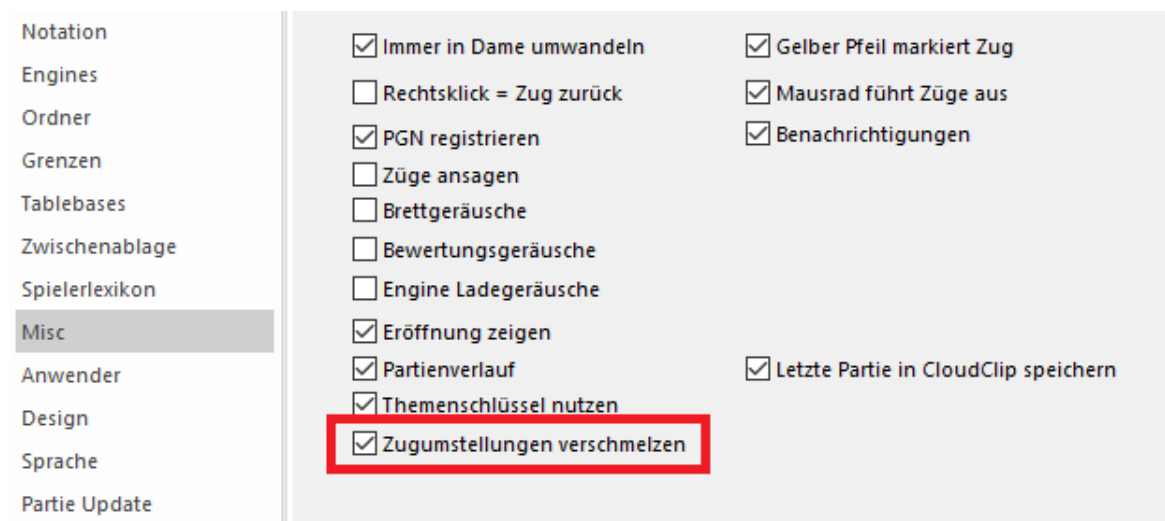 Notation
Engines
Ordner
Grenzen
Tablebases
Zwischenablage
Spielerlexikon
Misc
Anwender
Design
Sprache
Partie Update
Immer in Dame umwandeln
Rechtsklick = Zug zurück
PGN registrieren
Züge ansagen
Brettgeräusche
Bewertungsgeräusche
Engine Ladegeräusche
Eröffnung zeigen
Partienverlauf
Themenschlüssel nutzen
Zugumstellungen verschmelzen
Gelber Pfeil markiert Zug
Mausrad führt Züge aus
Benachrichtigungen
Letzte Partie in CloudClip speichern